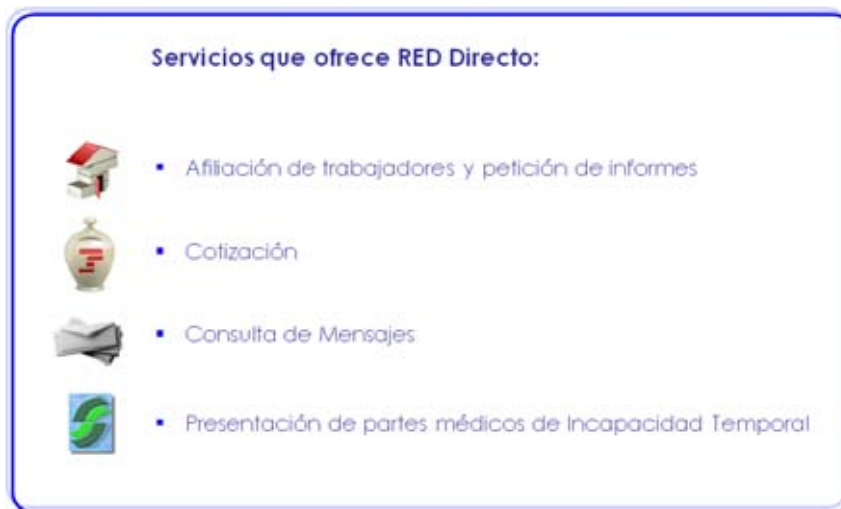 Servicios que ofrece RED Directo:
▪ Afiliación de trabajadores y petición de informes
▪ Cotización
▪ Consulta de Mensajes
▪ Presentación de partes médicos de Incapacidad Temporal